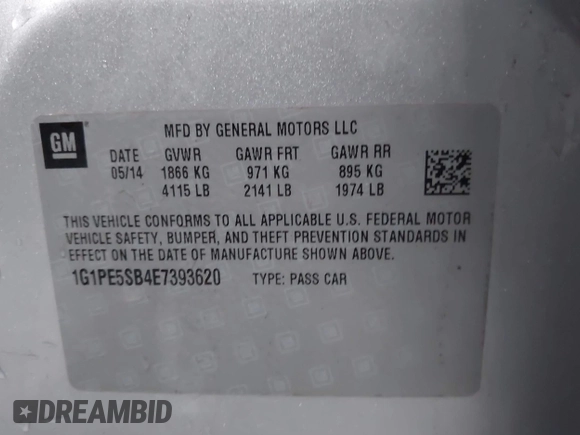 GM
MFD BY GENERAL MOTORS LLC
DATE GVWR GAWR FRT GAWR RR
05/14 1866 KG 971 KG 895 KG
4115 LB 2141 LB 1974 LB
THIS VEHICLE CONFORMS TO ALL APPLICABLE U.S. FEDERAL MOTOR
VEHICLE SAFETY, BUMPER, AND THEFT PREVENTION STANDARDS IN
EFFECT ON THE DATE OF MANUFACTURE SHOWN ABOVE.
1G1PE5SB4E7393620 TYPE: PASS CAR
DREAMBID